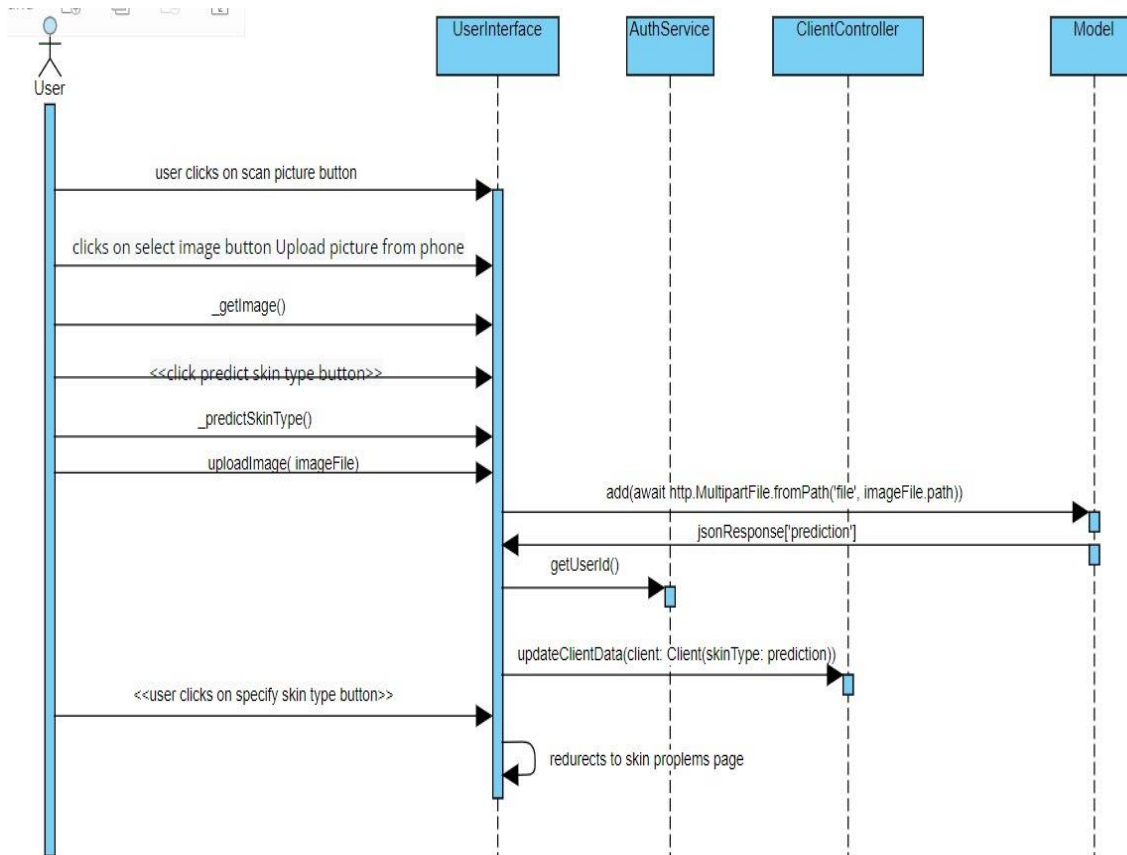 UserInterface
AuthService
ClientController
Model
User
user clicks on scan picture button
clicks on select image button Upload picture from phone
_getImage()
<<click predict skin type button>>
_predictSkinType()
uploadImage( imageFile)
add(await http.MultipartFile.fromPath('file', imageFile.path))
jsonResponse['prediction']
getUserId()
updateClientData(client: Client(skinType: prediction))
<<user clicks on specify skin type button>>
redurects to skin proplems page